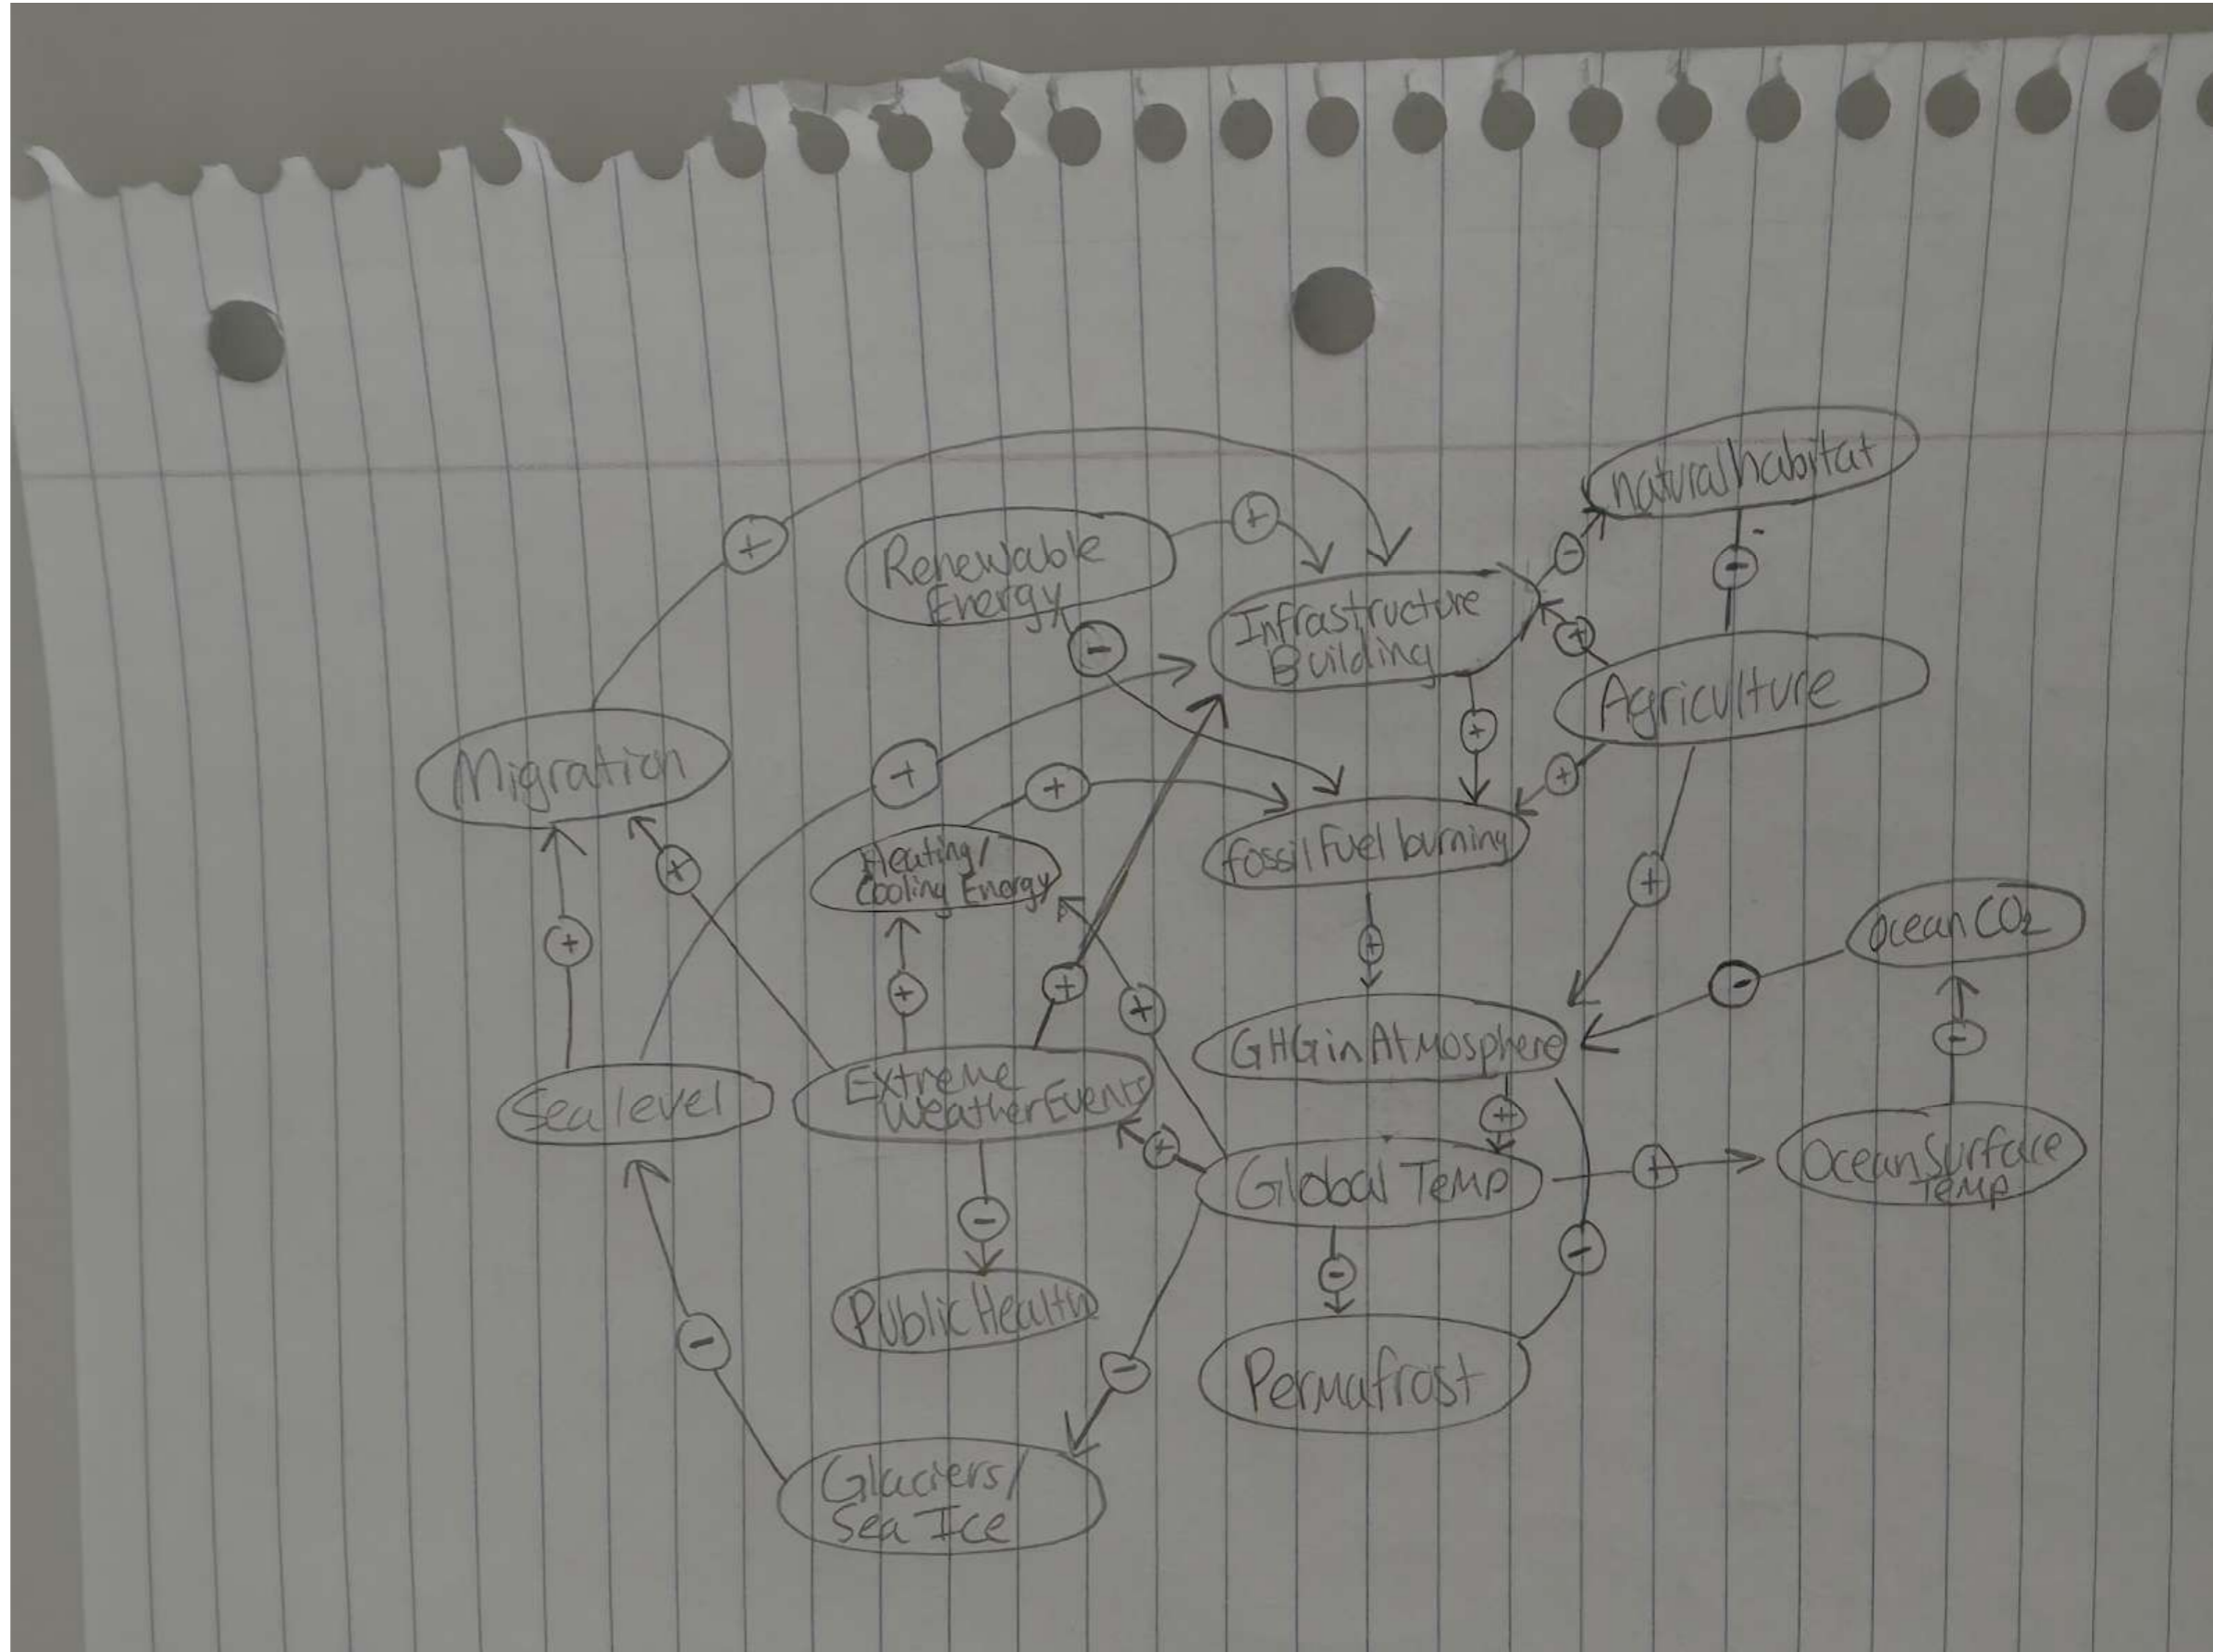 natural habitat
+
Renewable
Energy
+
-
-
Infrastructure
Building
+
-
Agriculture
Migration
+
+
+
+
Heating/
Cooling Energy
fossil Fuel burning
+
+
+
+
ocean CO2
+
+
+
-
GHG in Atmosphere
-
Sea level
Extreme
Weather Events
+
+
+
Ocean Surface
Temp
Global Temp
-
-
-
Public Health
-
-
Permafrost
Glaciers/
Sea Ice